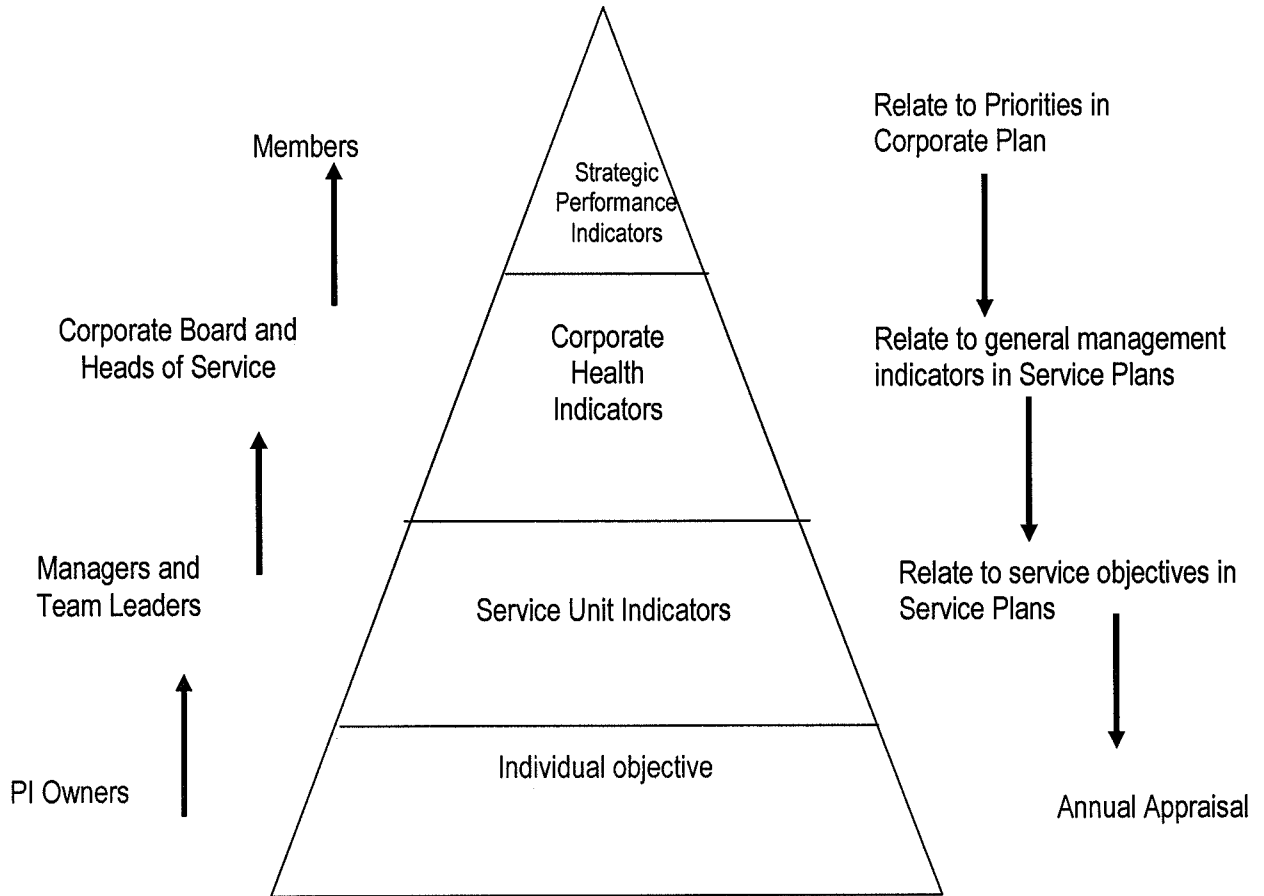 Members
Strategic
Performance
Indicators
Relate to Priorities in
Corporate Plan
Corporate Board and
Heads of Service
Corporate
Health
Indicators
Relate to general management
indicators in Service Plans
Managers and
Team Leaders
Service Unit Indicators
Relate to service objectives in
Service Plans
PI Owners
Individual objective
Annual Appraisal